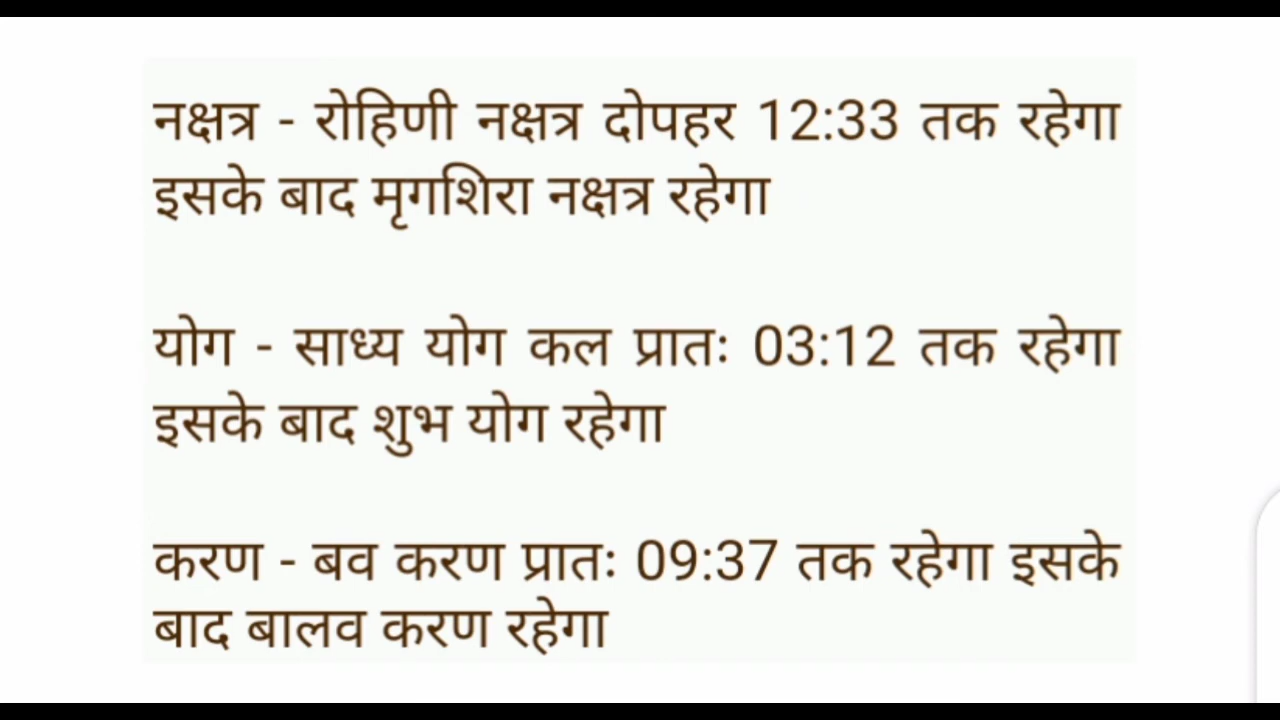 नक्षत्र - रोहिणी नक्षत्र दोपहर 12:33 तक रहेगा
इसके बाद मृगशिरा नक्षत्र रहेगा
योग - साध्य योग कल प्रातः 03:12 तक रहेगा
इसके बाद शुभ योग रहेगा
करण - बव करण प्रातः 09:37 तक रहेगा इसके
बाद बालव करण रहेगा